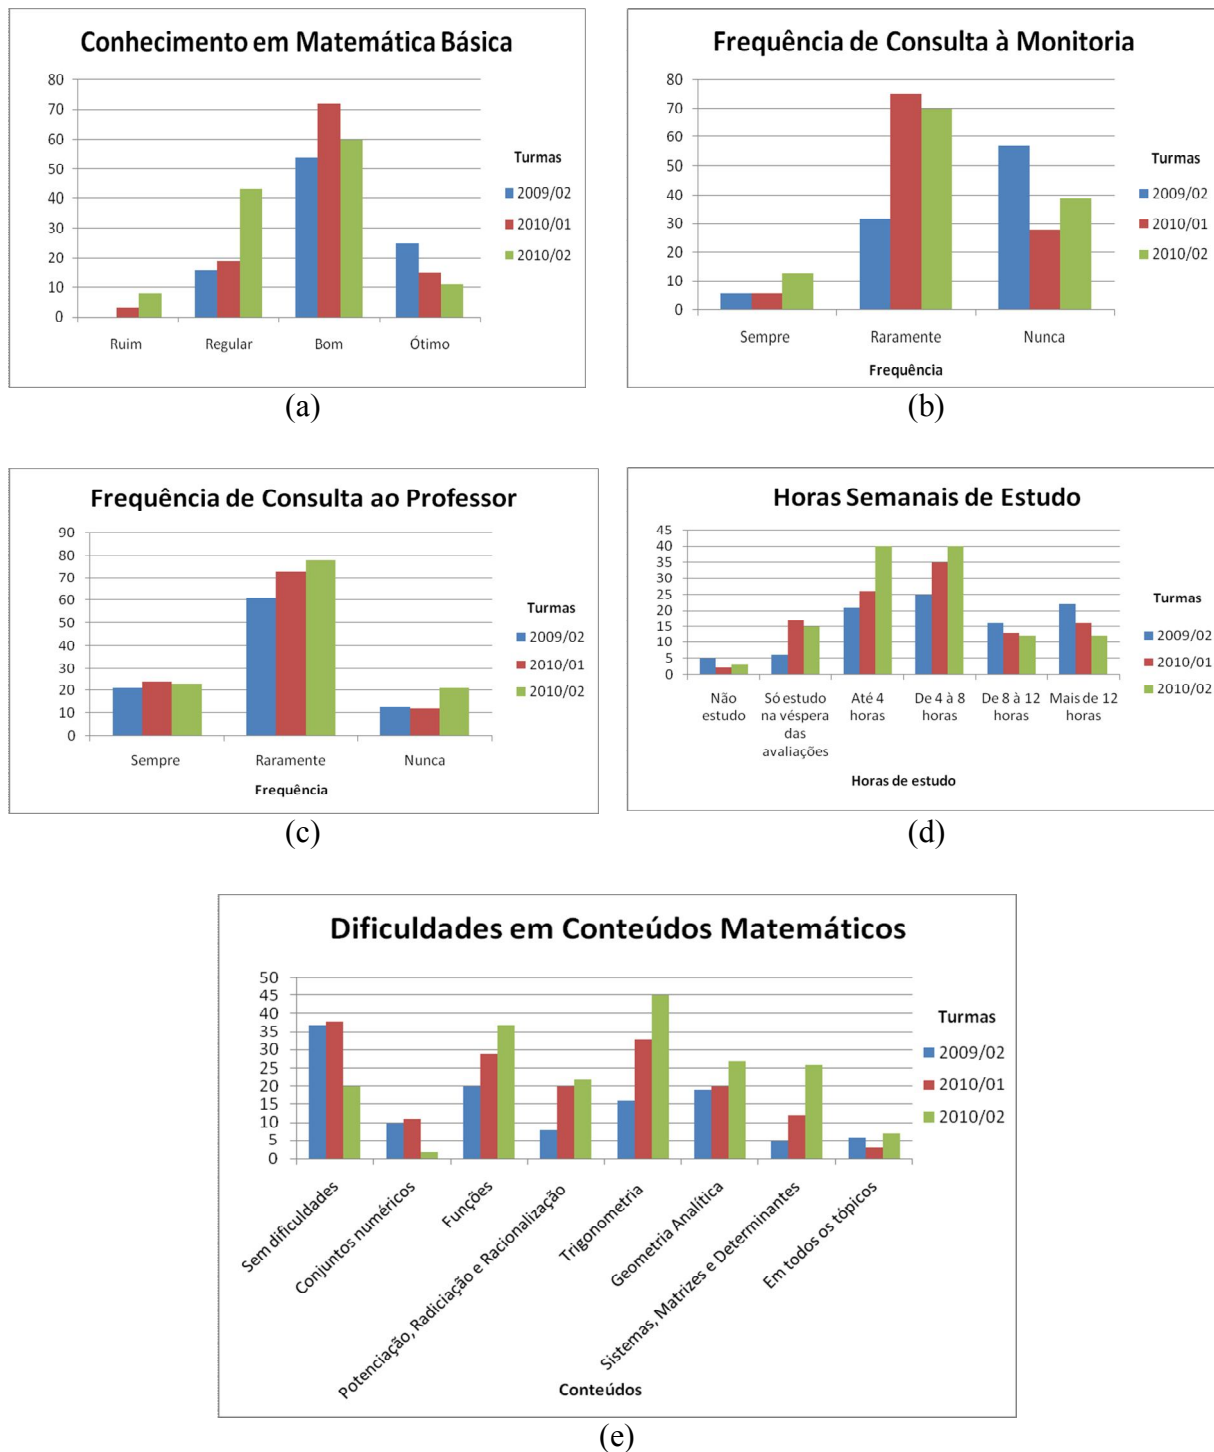 Conhecimento em Matemática Básica
80
70
60
50
40
30
20
10
0
Ruim Regular Bom Ótimo
Turmas
2009/02
2010/01
2010/02
(a)
Frequência de Consulta à Monitoria
80
70
60
50
40
30
20
10
0
Sempre Raramente Nunca
Frequência
Turmas
2009/02
2010/01
2010/02
(b)
Frequência de Consulta ao Professor
90
80
70
60
50
40
30
20
10
0
Sempre Raramente Nunca
Frequência
Turmas
2009/02
2010/01
2010/02
(c)
Horas Semanais de Estudo
45
40
35
30
25
20
15
10
5
0
Não estudo
Só estudo na véspera das avaliações
Até 4 horas
De 4 à 8 horas
De 8 à 12 horas
Mais de 12 horas
Horas de estudo
Turmas
2009/02
2010/01
2010/02
(d)
Dificuldades em Conteúdos Matemáticos
50
45
40
35
30
25
20
15
10
5
0
Sem dificuldades
Conjuntos numéricos
Funções
Potenciação, Radiciação e Racionalização
Trigonometria
Geometria Analítica
Sistemas, Matrizes e Determinantes
Em todos os tópicos
Conteúdos
Turmas
2009/02
2010/01
2010/02
(e)